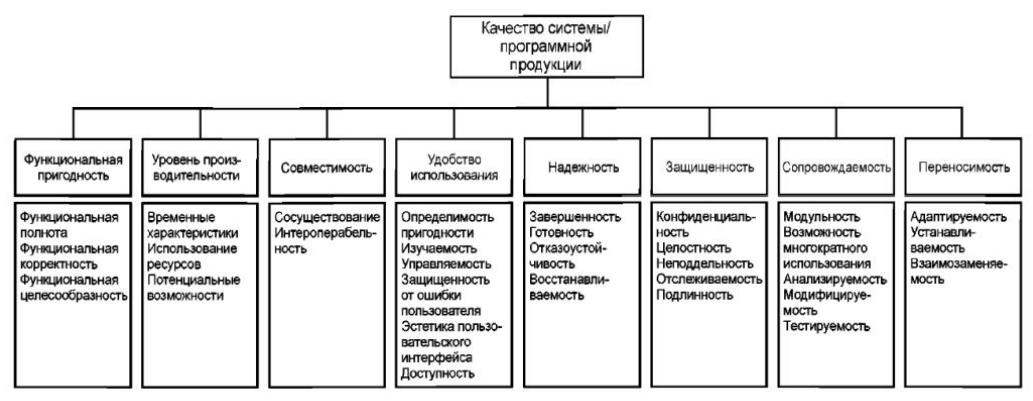 Качество системы/
программной
продукции
Функциональная
пригодность
Уровень произ-
водительности
Совместимость
Удобство
использования
Надежность
Защищенность
Сопровождаемость
Переносимость
Функциональная
полнота
Функциональная
корректность
Функциональная
целесообразность
Временные
характеристики
Использование
ресурсов
Потенциальные
возможности
Сосуществование
Интероперабель-
ность
Определимость
пригодности
Изучаемость
Управляемость
Защищенность
от ошибки
пользователя
Эстетика пользо-
вательского
интерфейса
Доступность
Завершенность
Готовность
Отказоустой-
чивость
Восстанавли-
ваемость
Конфиденциаль-
ность
Целостность
Неподдельность
Отслеживаемость
Подлинность
Модульность
Возможность
многократного
использования
Анализируемость
Модифицируе-
мость
Тестируемость
Адаптируемость
Устанавли-
ваемость
Взаимозаменяе-
мость